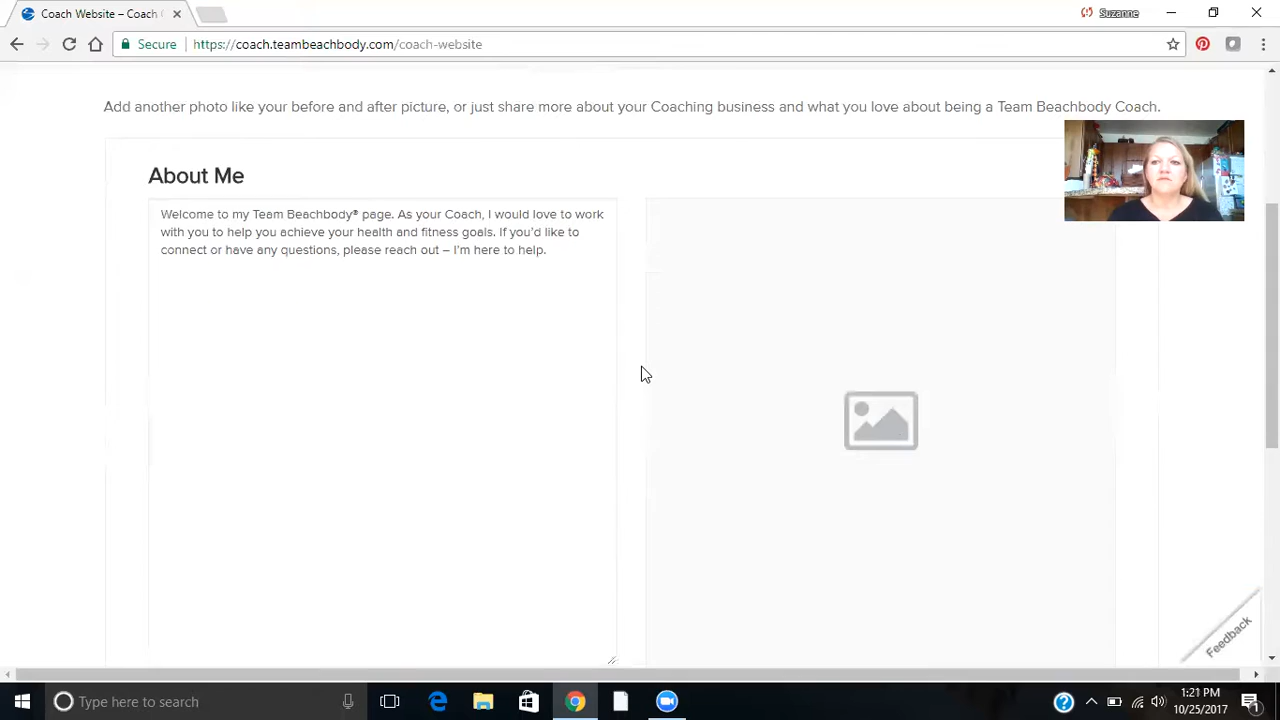 Coach Website – Coach
Suzanne
Secure
https://coach.teambeachbody.com/coach-website
Add another photo like your before and after picture, or just share more about your Coaching business and what you love about being a Team Beachbody Coach.
About Me
Welcome to my Team Beachbody® page. As your Coach, I would love to work
with you to help you achieve your health and fitness goals. If you'd like to
connect or have any questions, please reach out – I'm here to help.
Feedback
Type here to search
1:21 PM
10/25/2017